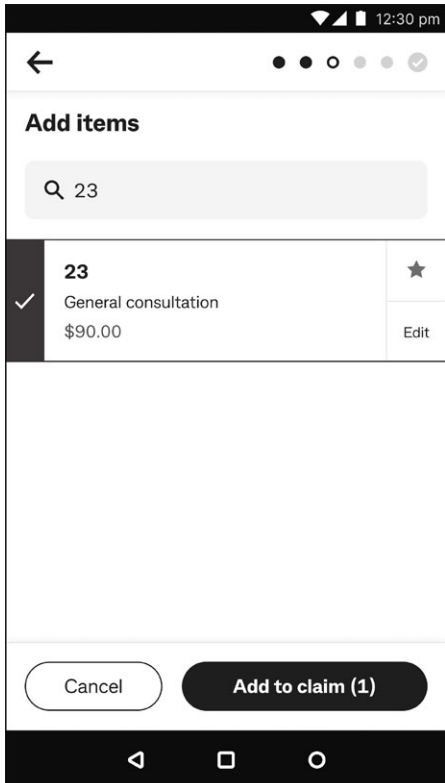 12:30 pm
Add items
23
23
General consultation
$90.00
Edit
Cancel
Add to claim (1)